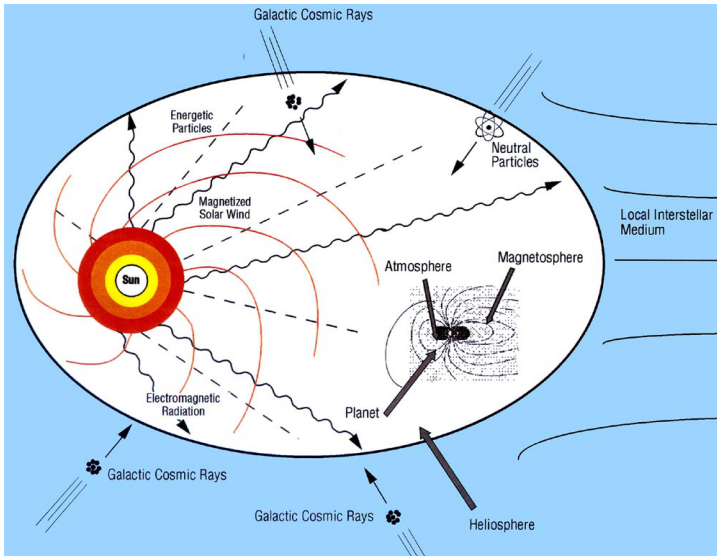 Galactic Cosmic Rays
Energetic
Particles
Neutral
Particles
Magnetized
Solar Wind
Local Interstellar
Medium
Atmosphere
Magnetosphere
Sun
Electromagnetic
Radiation
Planet
Galactic Cosmic Rays
Galactic Cosmic Rays
Heliosphere